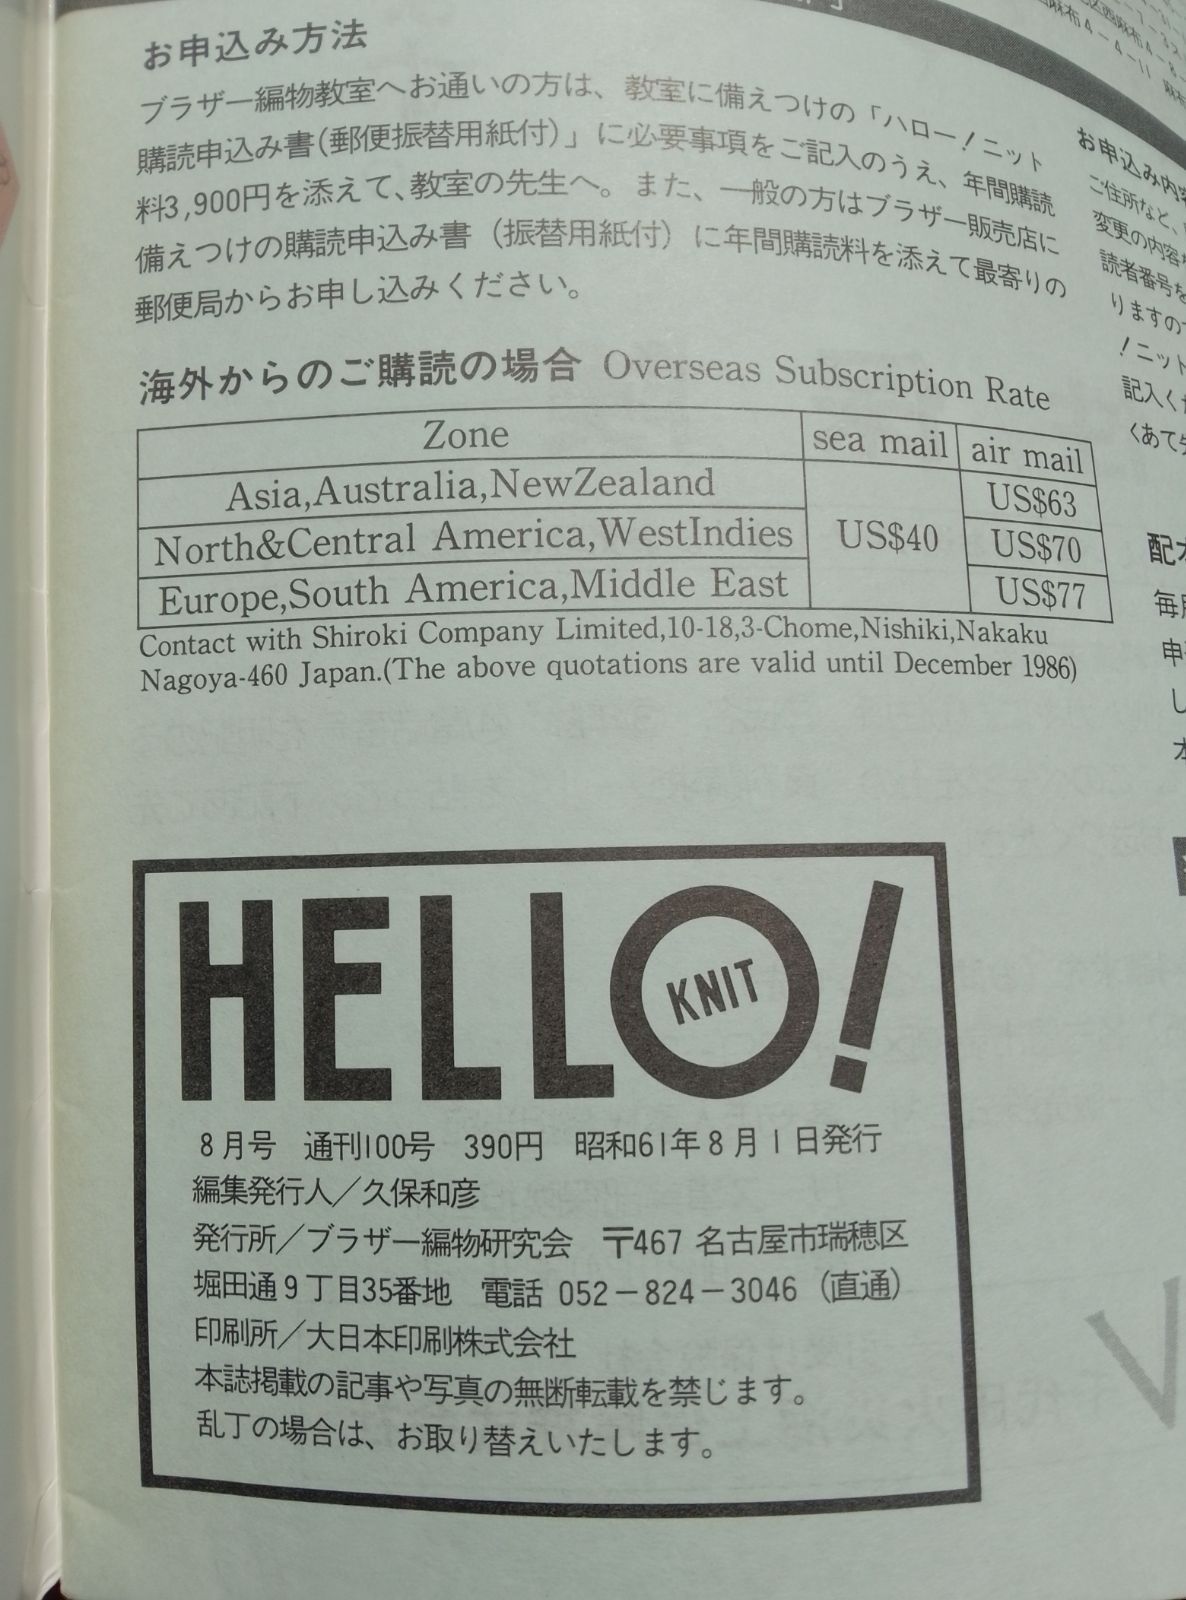 お申込み方法
ブラザー編物教室へお通いの方は、教室に備えつけの「ハロー！ニット
購読申込み書（郵便振替用紙付）」に必要事項をご記入のうえ、年間購読
料3,900円を添えて、教室の先生へ。また、一般の方はブラザー販売店に
備えつけの購読申込み書（振替用紙付）に年間購読料を添えて最寄りの
郵便局からお申し込みください。
海外からのご購読の場合 Overseas Subscription Rate
Zone sea mail air mail
Asia,Australia,NewZealand US$63
North&Central America,WestIndies US$40 US$70
Europe,South America,Middle East US$77
Contact with Shiroki Company Limited,10-18,3-Chome,Nishiki,Nakaku
Nagoya-460 Japan.(The above quotations are valid until December 1986)
HELLO!
KNIT
8月号 通刊100号 390円 昭和61年8月1日発行
編集発行人／久保和彦
発行所／ブラザー編物研究会 〒467 名古屋市瑞穂区
堀田通9丁目35番地 電話 052－824－3046（直通）
印刷所／大日本印刷株式会社
本誌掲載の記事や写真の無断転載を禁じます。
乱丁の場合は、お取り替えいたします。
お申込み内容
ご住所など、
変更の内容
読者番号を
りますので
！ニット
記入くだ
くあて先
毎月